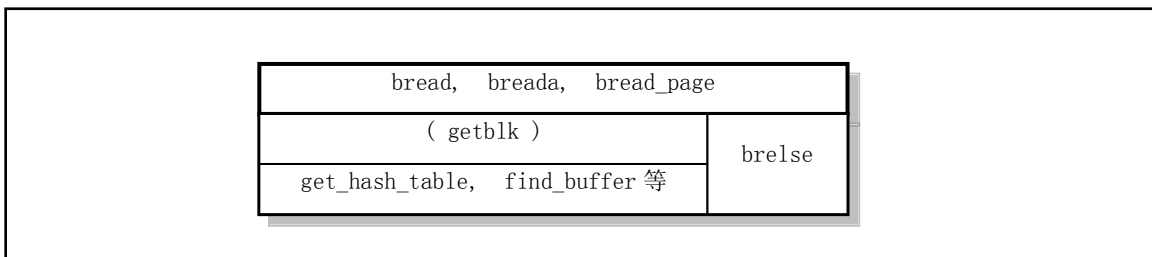 bread, breada, bread_page
( getblk )
brelse
get_hash_table, find_buffer 等